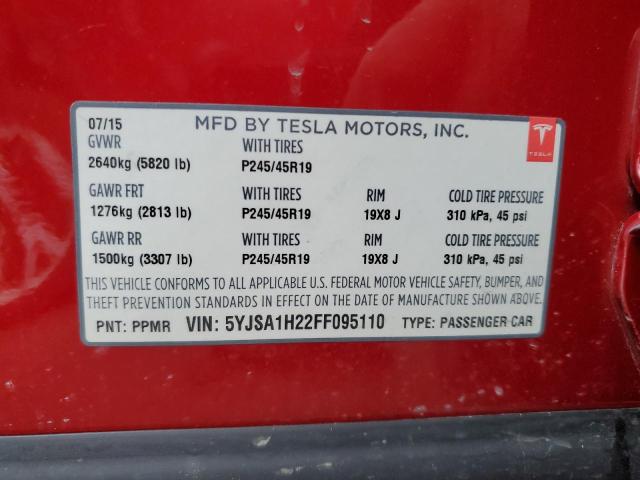 07/15 MFD BY TESLA MOTORS, INC.
GVWR WITH TIRES
2640kg (5820 lb) P245/45R19
TESLA
GAWR FRT WITH TIRES RIM COLD TIRE PRESSURE
1276kg (2813 lb) P245/45R19 19X8 J 310 kPa, 45 psi
GAWR RR WITH TIRES RIM COLD TIRE PRESSURE
1500kg (3307 lb) P245/45R19 19X8 J 310 kPa, 45 psi
THIS VEHICLE CONFORMS TO ALL APPLICABLE U.S. FEDERAL MOTOR VEHICLE SAFETY, BUMPER, AND
THEFT PREVENTION STANDARDS IN EFFECT ON THE DATE OF MANUFACTURE SHOWN ABOVE.
PNT: PPMR VIN: 5YJSA1H22FF095110 TYPE: PASSENGER CAR